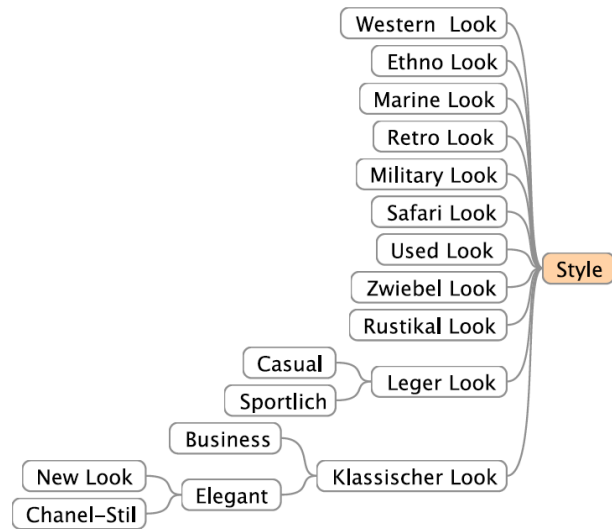 Western Look
Ethno Look
Marine Look
Retro Look
Military Look
Safari Look
Used Look
Style
Zwiebel Look
Rustikal Look
Casual
Leger Look
Sportlich
Business
Klassischer Look
New Look
Elegant
Chanel-Stil